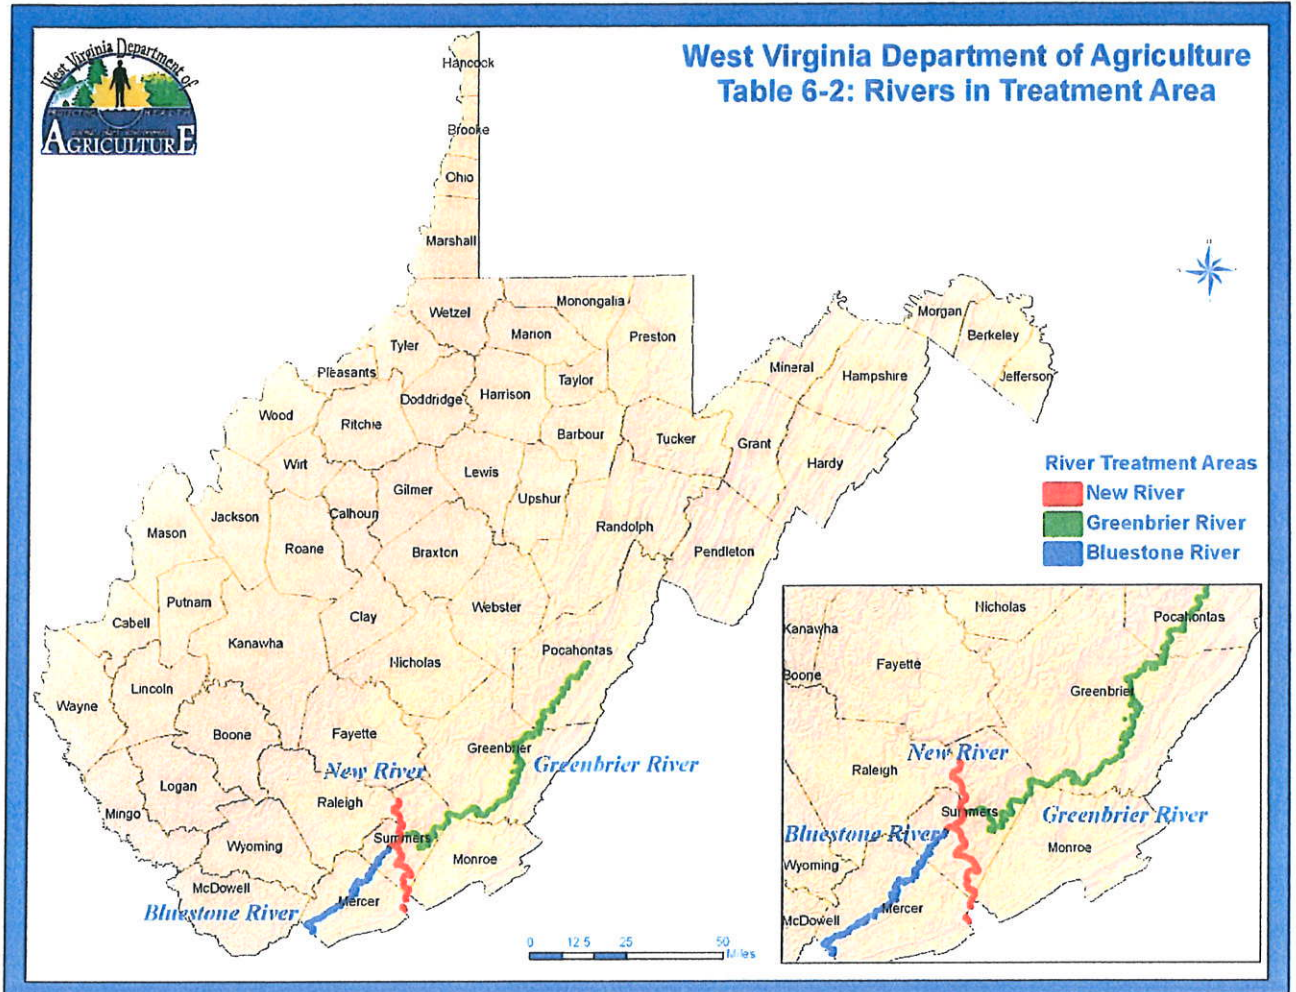 West Virginia Department of
AGRICULTURE
West Virginia Department of Agriculture
Table 6-2: Rivers in Treatment Area
Hancock
Brooke
Ohio
Marshall
Wetzel
Monongalia
Marion
Preston
Tyler
Pleasants
Doddridge
Harrison
Taylor
Wood
Ritchie
Barbour
Tucker
Mineral
Hampshire
Morgan
Berkeley
Jefferson
Grant
Hardy
Wirt
Lewis
Gilmer
Upshur
Calhoun
Jackson
Mason
Roane
Braxton
Randolph
Pendleton
Putnam
Cabell
Clay
Webster
Kanawha
Nicholas
Pocahontas
Lincoln
Wayne
Boone
Fayette
Greenbrier
Greenbrier River
New River
Logan
Raleigh
Mingo
Summers
Wyoming
Monroe
McDowell
Mercer
Bluestone River
0 12.5 25 50
Miles
River Treatment Areas
New River
Greenbrier River
Bluestone River
Nicholas
Pocahontas
Kanawha
Fayette
Boone
Greenbrier
New River
Raleigh
Summers
Greenbrier River
Bluestone River
Monroe
Wyoming
Mercer
McDowell